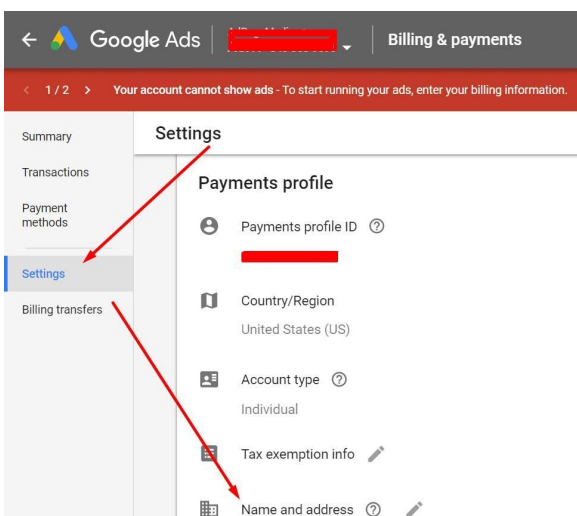 Google Ads
Billing & payments
1 / 2
Your account cannot show ads - To start running your ads, enter your billing information.
Summary
Transactions
Payment
methods
Settings
Billing transfers
Settings
Payments profile
Payments profile ID
Country/Region
United States (US)
Account type
Individual
Tax exemption info
Name and address